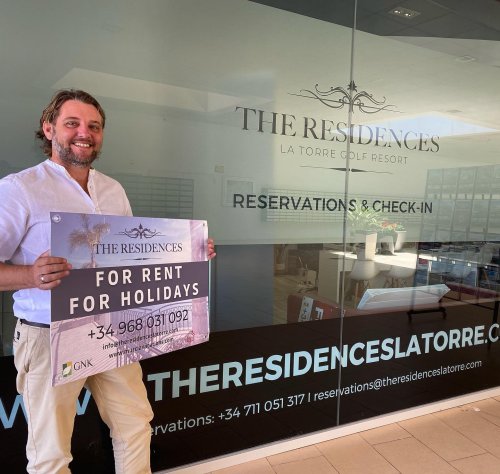 THE RESIDENCES
LA TORRE GOLF RESORT
RESERVATIONS & CHECK-IN
THE RESIDENCES
FOR RENT
FOR HOLIDAYS
+34 968 031 092
GNK
THERESIDENCESLATORRE.C
ervations: +34 711 051 317 I reservations@theresidenceslatorre.com